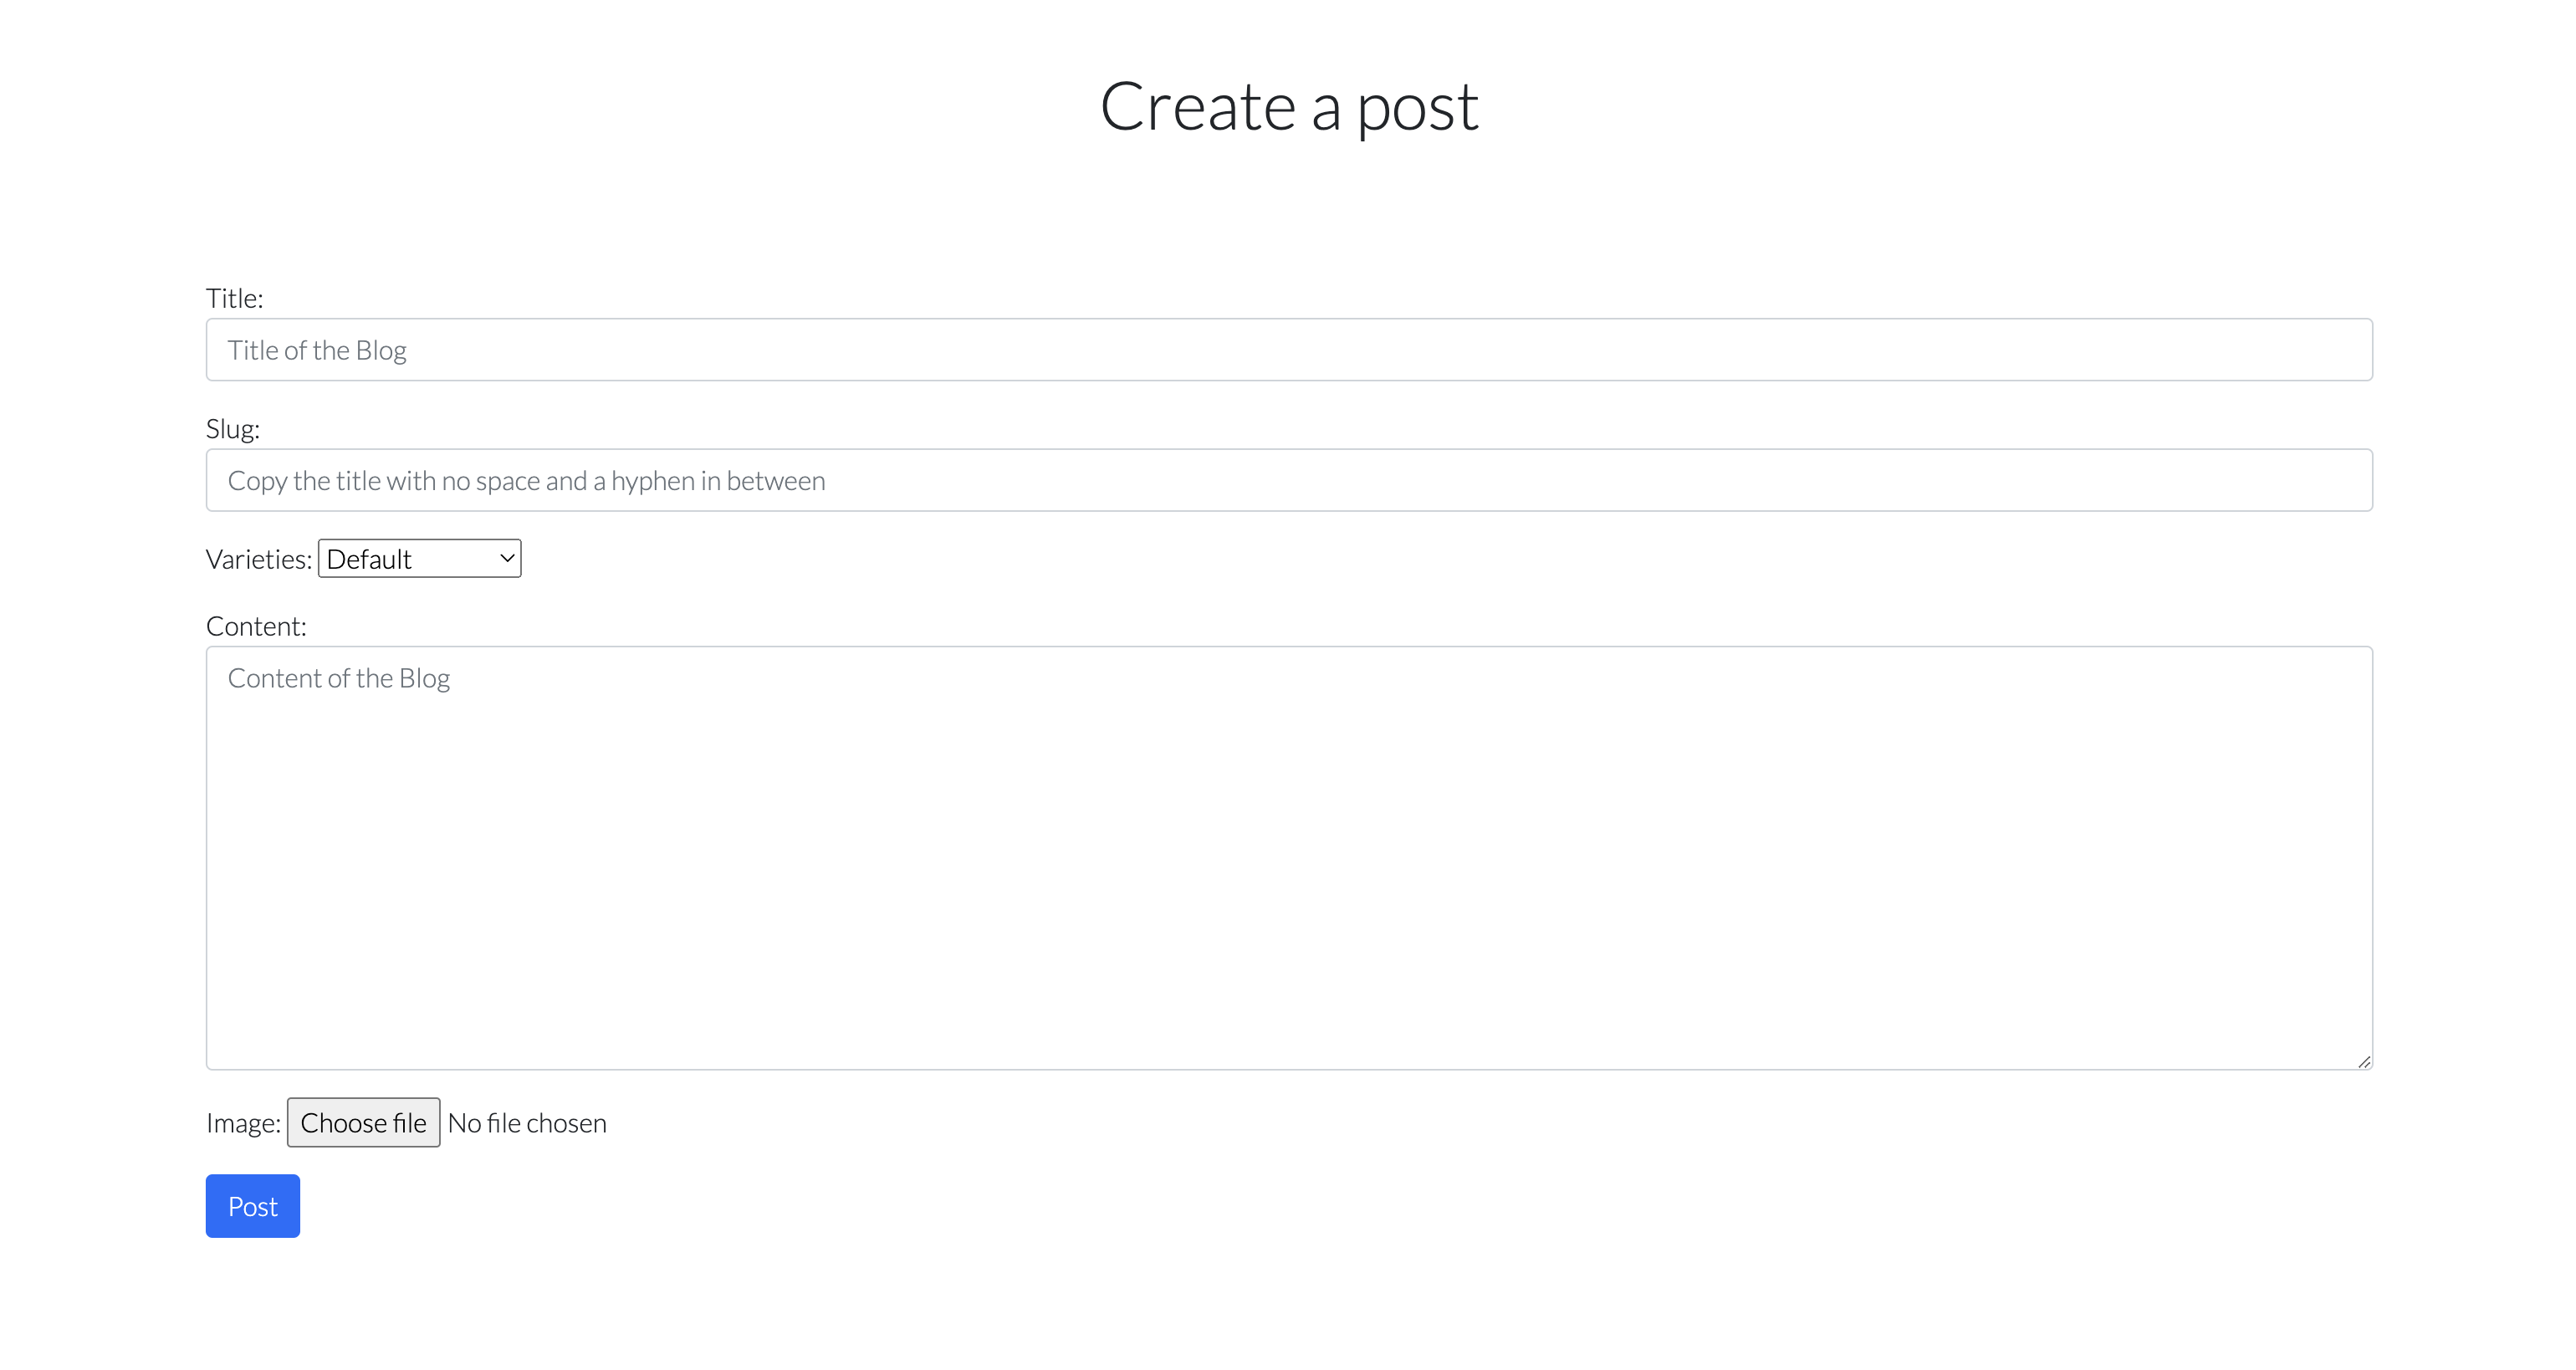 Create a post
Title:
Title of the Blog
Slug:
Copy the title with no space and a hyphen in between
Varieties: Default
Content:
Content of the Blog
Image: Choose file No file chosen
Post